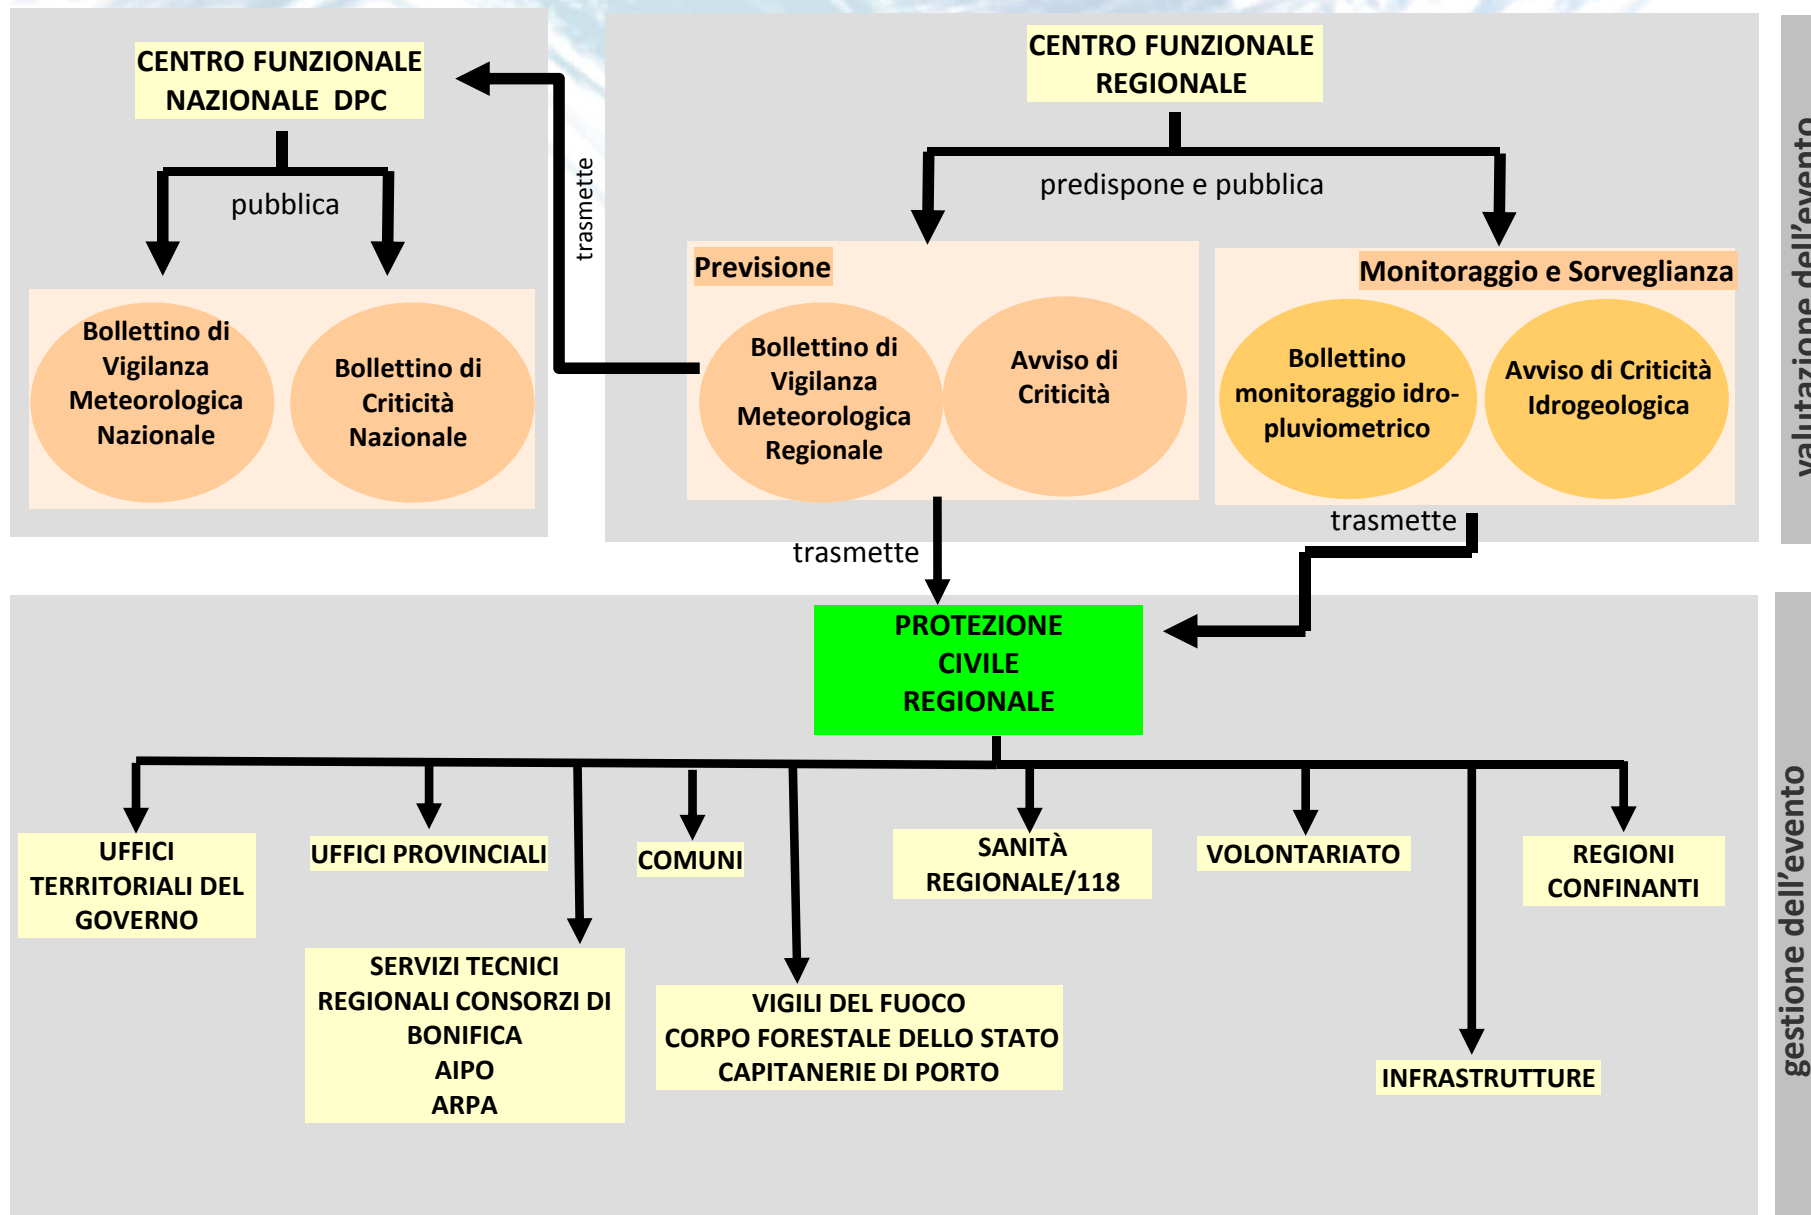 CENTRO FUNZIONALE
NAZIONALE DPC
pubblica
Bollettino di
Vigilanza
Meteorologica
Nazionale
Bollettino di
Criticità
Nazionale
trasmette
CENTRO FUNZIONALE
REGIONALE
predispone e pubblica
Previsione
Bollettino di
Vigilanza
Meteorologica
Regionale
Avviso di
Criticità
Monitoraggio e Sorveglianza
Bollettino
monitoraggio idro-
pluviometrico
Avviso di Criticità
Idrogeologica
trasmette
trasmette
valutazione dell'evento
PROTEZIONE
CIVILE
REGIONALE
UFFICI
TERRITORIALI DEL
GOVERNO
UFFICI PROVINCIALI
SERVIZI TECNICI
REGIONALI CONSORZI DI
BONIFICA
AIPO
ARPA
COMUNI
VIGILI DEL FUOCO
CORPO FORESTALE DELLO STATO
CAPITANERIE DI PORTO
SANITÀ
REGIONALE/118
VOLONTARIATO
INFRASTRUTTURE
REGIONI
CONFINANTI
gestione dell'evento